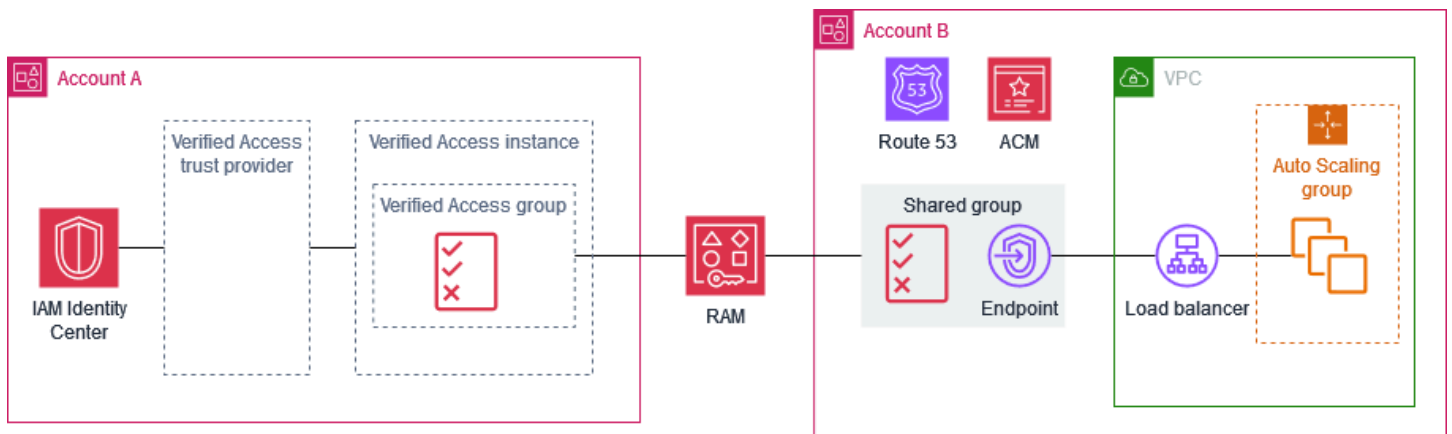 Account A
Verified Access
trust provider
Verified Access instance
Verified Access group
IAM Identity
Center
RAM
Account B
53
Route 53
ACM
Shared group
Endpoint
VPC
Load balancer
Auto Scaling
group